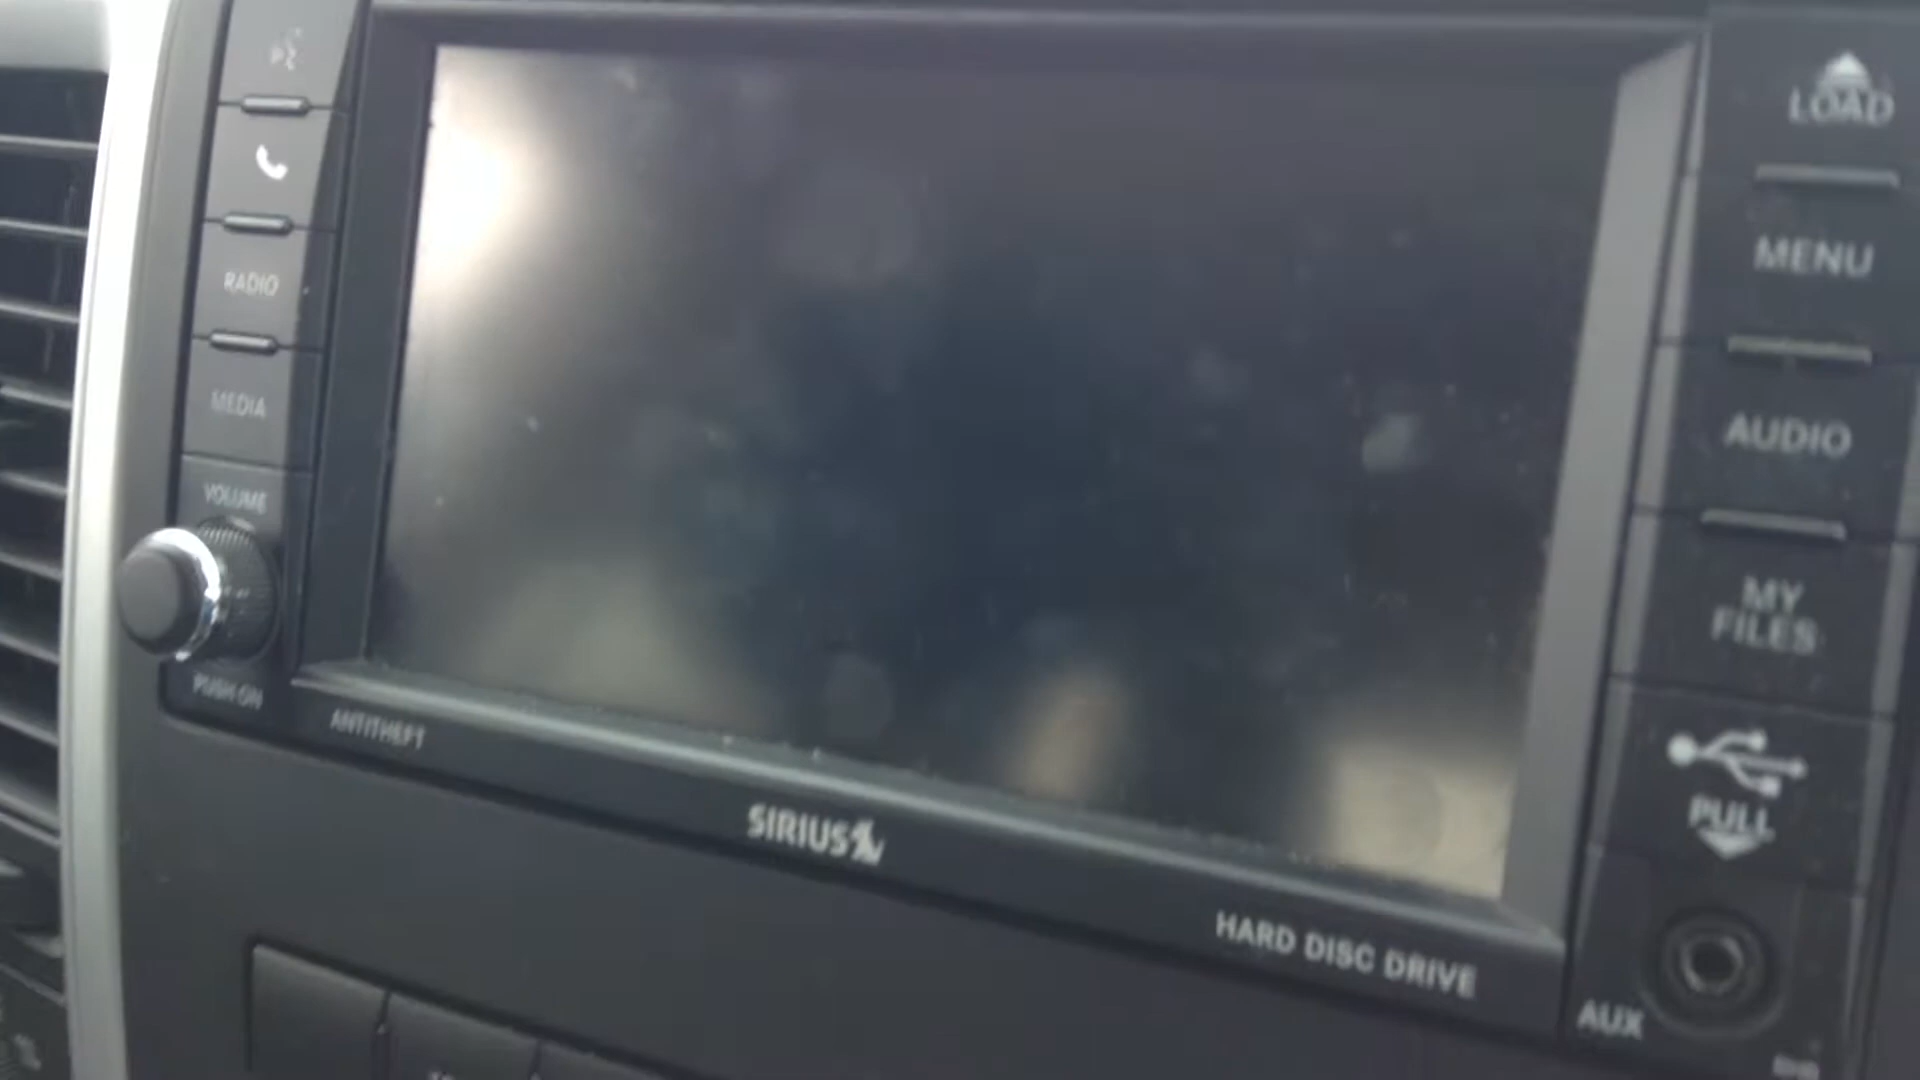 RADIO
MEDIA
VOLUME
PUSH ON
ANTITHEFT
SIRIUS
HARD DISC DRIVE
LOAD
MENU
AUDIO
MY
FILES
PULL
AUX